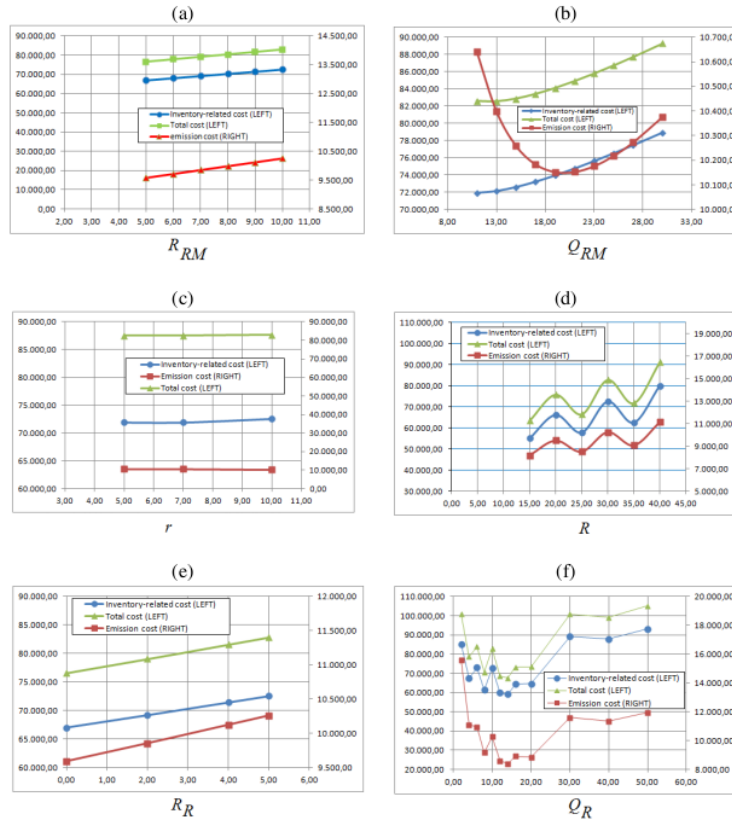 (a)
90.000,00
80.000,00
70.000,00
60.000,00
50.000,00
40.000,00
30.000,00
20.000,00
10.000,00
0,00
14.500,00
13.500,00
12.500,00
11.500,00
10.500,00
9.500,00
8.500,00
Inventory-related cost (LEFT)
Total cost (LEFT)
emission cost (RIGHT)
2,00 3,00 4,00 5,00 6,00 7,00 8,00 9,00 10,00 11,00
R_RM
(b)
90.000,00
88.000,00
86.000,00
84.000,00
82.000,00
80.000,00
78.000,00
76.000,00
74.000,00
72.000,00
70.000,00
10.700,00
10.600,00
10.500,00
10.400,00
10.300,00
10.200,00
10.100,00
10.000,00
Inventory-related cost (LEFT)
Total cost (LEFT)
Emission cost (RIGHT)
8,00 13,00 18,00 23,00 28,00 33,00
Q_RM
(c)
90.000,00
85.000,00
80.000,00
75.000,00
70.000,00
65.000,00
60.000,00
90.000,00
80.000,00
70.000,00
60.000,00
50.000,00
40.000,00
30.000,00
20.000,00
10.000,00
0,00
Inventory-related cost (LEFT)
Emission cost (RIGHT)
Total cost (LEFT)
3,00 4,00 5,00 6,00 7,00 8,00 9,00 10,00 11,00
r
(d)
110.000,00
100.000,00
90.000,00
80.000,00
70.000,00
60.000,00
50.000,00
40.000,00
30.000,00
19.000,00
17.000,00
15.000,00
13.000,00
11.000,00
9.000,00
7.000,00
5.000,00
Inventory-related cost (LEFT)
Total cost (LEFT)
Emission cost (RIGHT)
0,00 5,00 10,00 15,00 20,00 25,00 30,00 35,00 40,00 45,00
R
(e)
90.000,00
85.000,00
80.000,00
75.000,00
70.000,00
65.000,00
60.000,00
12.000,00
11.500,00
11.000,00
10.500,00
10.000,00
9.500,00
Inventory-related cost (LEFT)
Total cost (LEFT)
Emission cost (RIGHT)
0,00 1,00 2,00 3,00 4,00 5,00 6,00
R_R
(f)
110.000,00
100.000,00
90.000,00
80.000,00
70.000,00
60.000,00
50.000,00
40.000,00
30.000,00
20.000,00
20.000,00
18.000,00
16.000,00
14.000,00
12.000,00
10.000,00
8.000,00
Inventory-related cost (LEFT)
Total cost (LEFT)
Emission cost (RIGHT)
0,00 10,00 20,00 30,00 40,00 50,00 60,00
Q_R